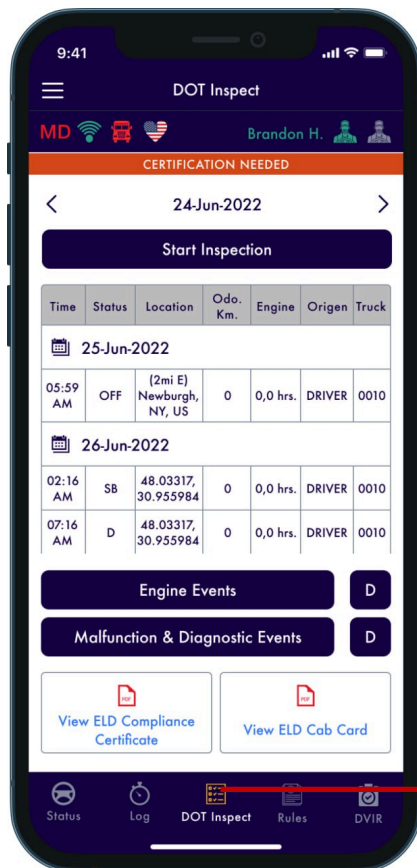 9:41
DOT Inspect
MD
Brandon H.
CERTIFICATION NEEDED
24-Jun-2022
Start Inspection
Time Status Location Odo. Km. Engine Origen Truck
25-Jun-2022
05:59 AM OFF (2mi E) Newburgh, NY, US 0 0,0 hrs. DRIVER 0010
26-Jun-2022
02:16 AM SB 48.03317, 30.955984 0 0,0 hrs. DRIVER 0010
07:16 AM D 48.03317, 30.955984 0 0,0 hrs. DRIVER 0010
Engine Events D
Malfunction & Diagnostic Events D
PDF PDF
View ELD Compliance Certificate
View ELD Cab Card
Status Log DOT Inspect Rules DVIR